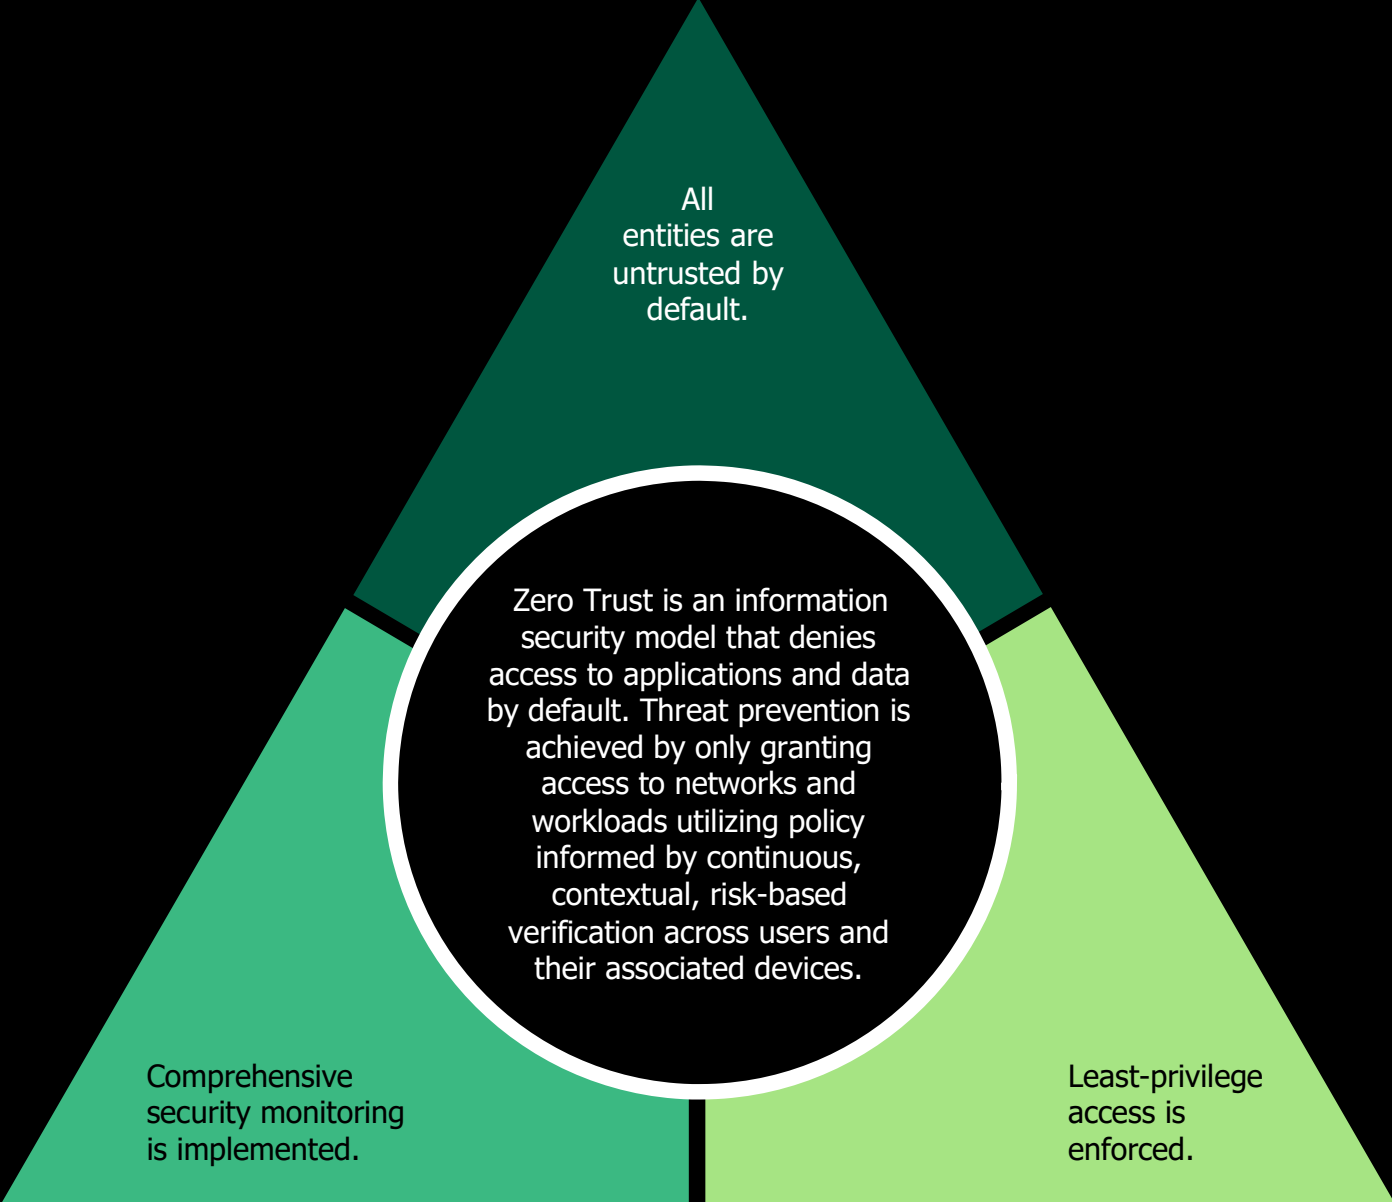 All
entities are
untrusted by
default.
Zero Trust is an information
security model that denies
access to applications and data
by default. Threat prevention is
achieved by only granting
access to networks and
workloads utilizing policy
informed by continuous,
contextual, risk-based
verification across users and
their associated devices.
Comprehensive
security monitoring
is implemented.
Least-privilege
access is
enforced.